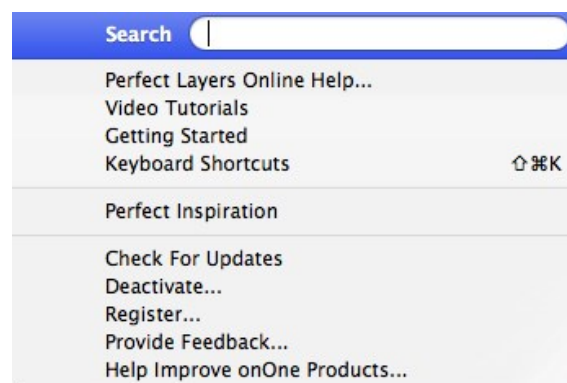 Search
Perfect Layers Online Help...
Video Tutorials
Getting Started
Keyboard Shortcuts ⇧⌘K
Perfect Inspiration
Check For Updates
Deactivate...
Register...
Provide Feedback...
Help Improve onOne Products...